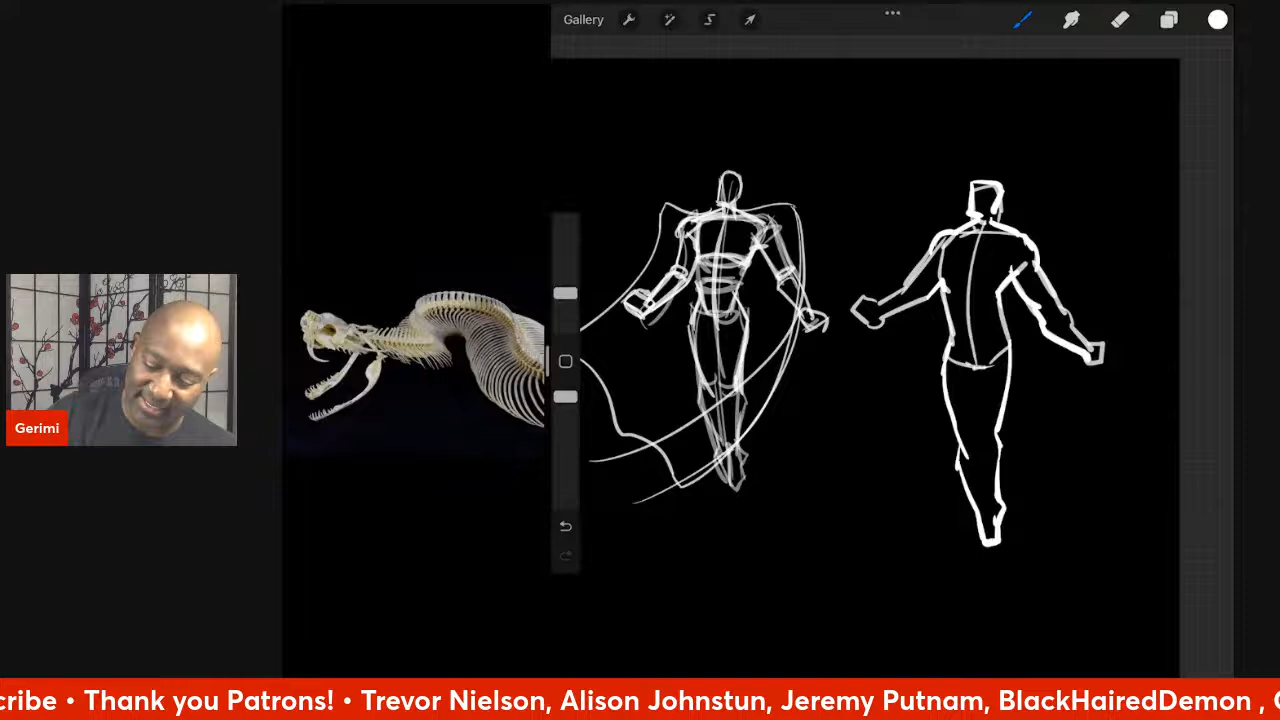 Gallery
Gerimi
cribe • Thank you Patrons! • Trevor Nielson, Alison Johnstun, Jeremy Putnam, BlackHairedDemon ,